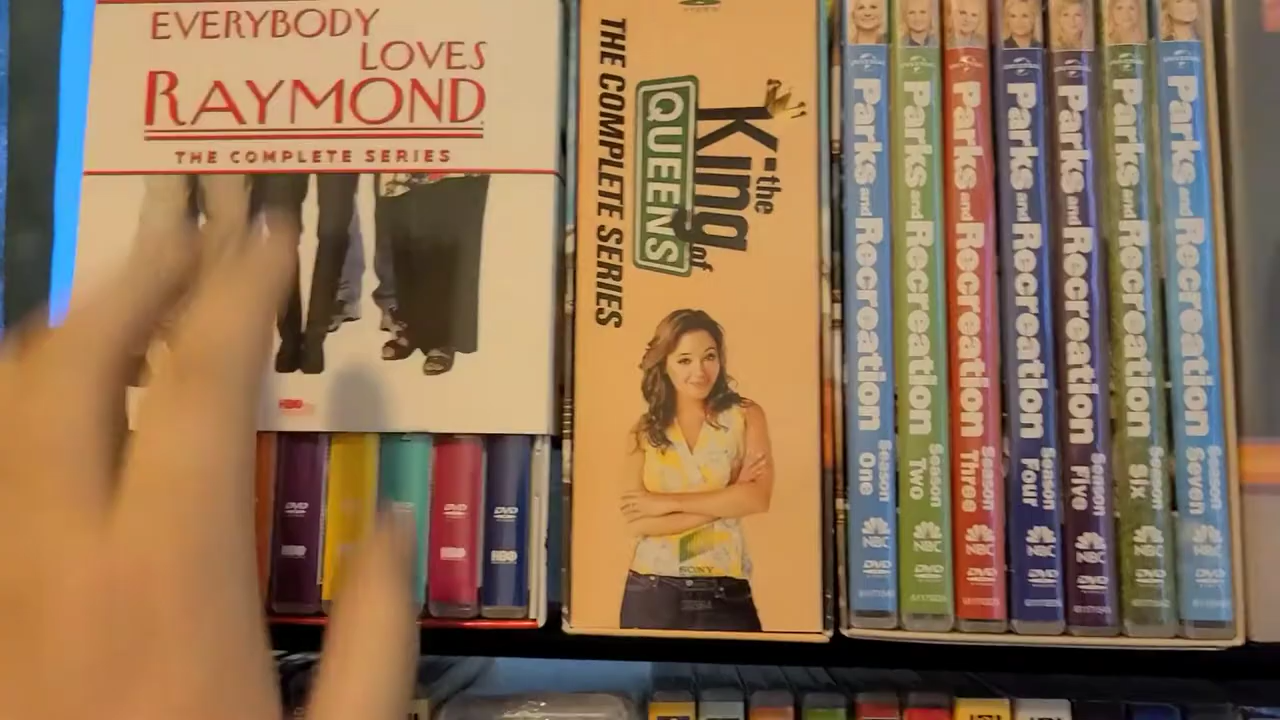 EVERYBODY
LOVES
RAYMOND
THE COMPLETE SERIES
HBO
DVD
HBO
DVD
DVD
HBO
DVD
HBO
THE COMPLETE SERIES
the King of
QUEENS
SONY
Parks and Recreation Season One
NBC
DVD
Parks and Recreation Season Two
NBC
DVD
Parks and Recreation Season Three
NBC
DVD
Parks and Recreation Season Four
NBC
DVD
Parks and Recreation Season Five
NBC
DVD
Parks and Recreation Season Six
NBC
DVD
Parks and Recreation Season Seven
NBC
DVD